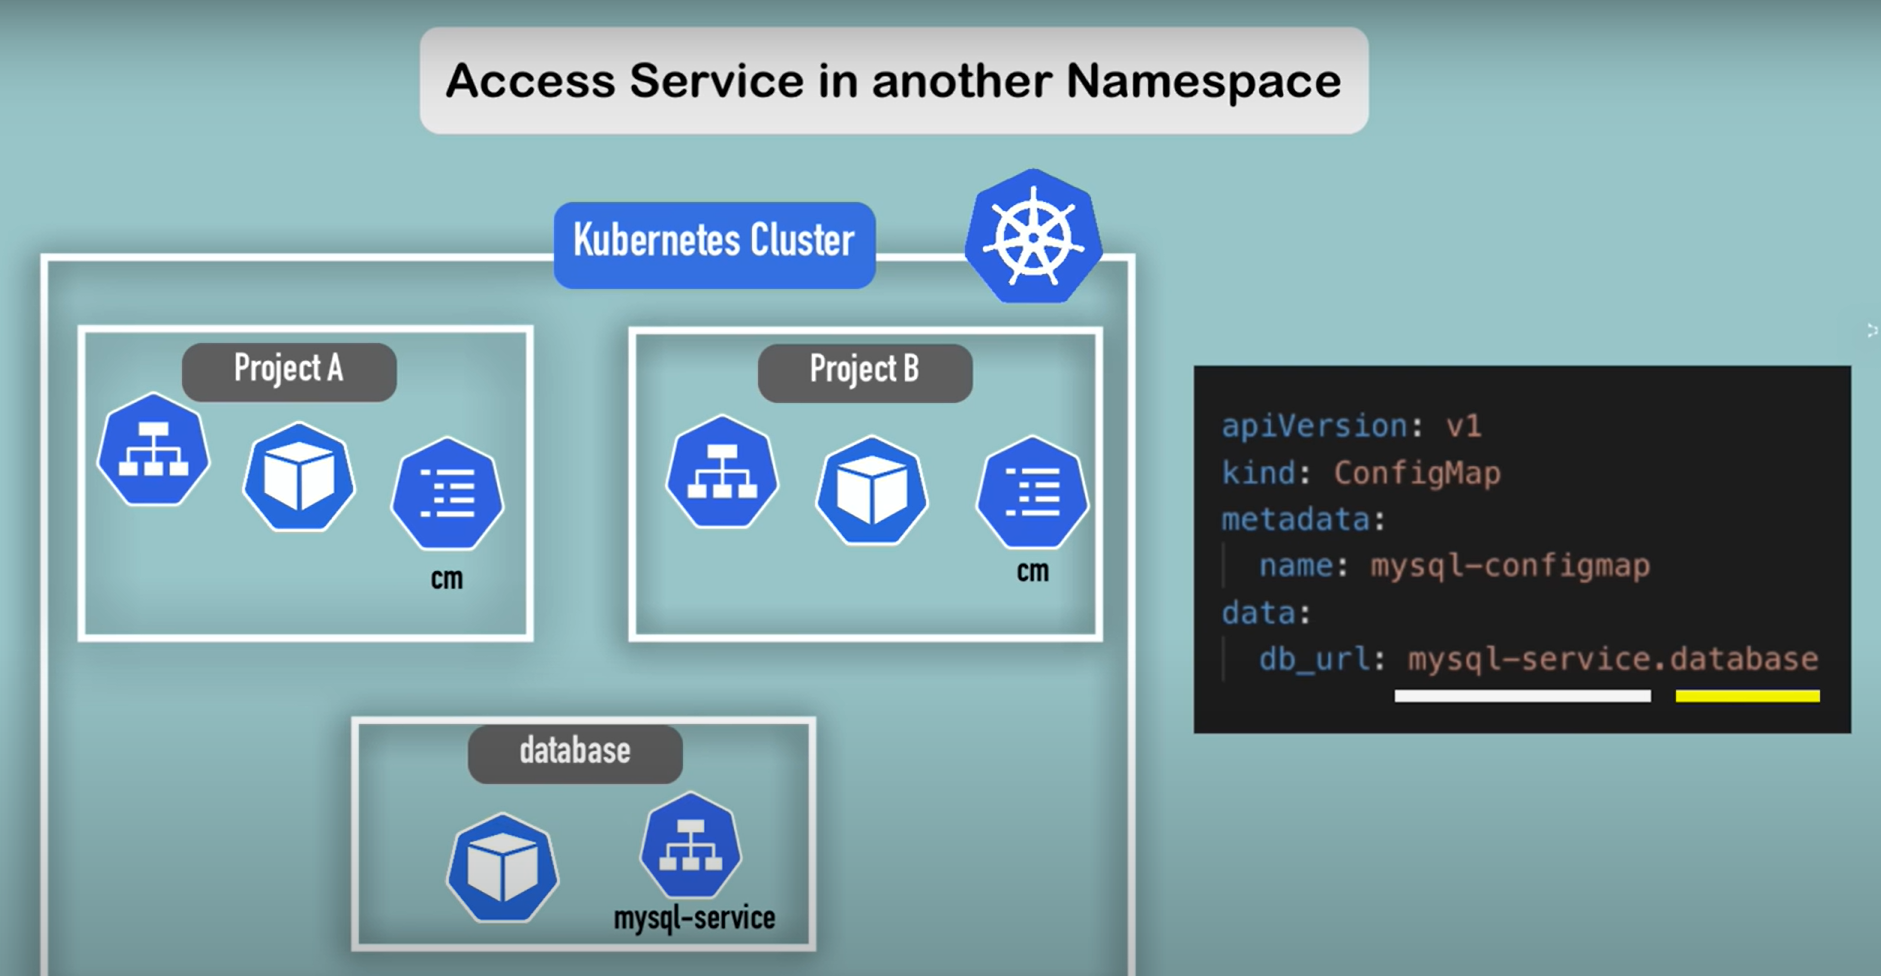 Access Service in another Namespace
Kubernetes Cluster
Project A
cm
Project B
cm
database
mysql-service
apiVersion: v1
kind: ConfigMap
metadata:
  name: mysql-configmap
data:
  db_url: mysql-service.database